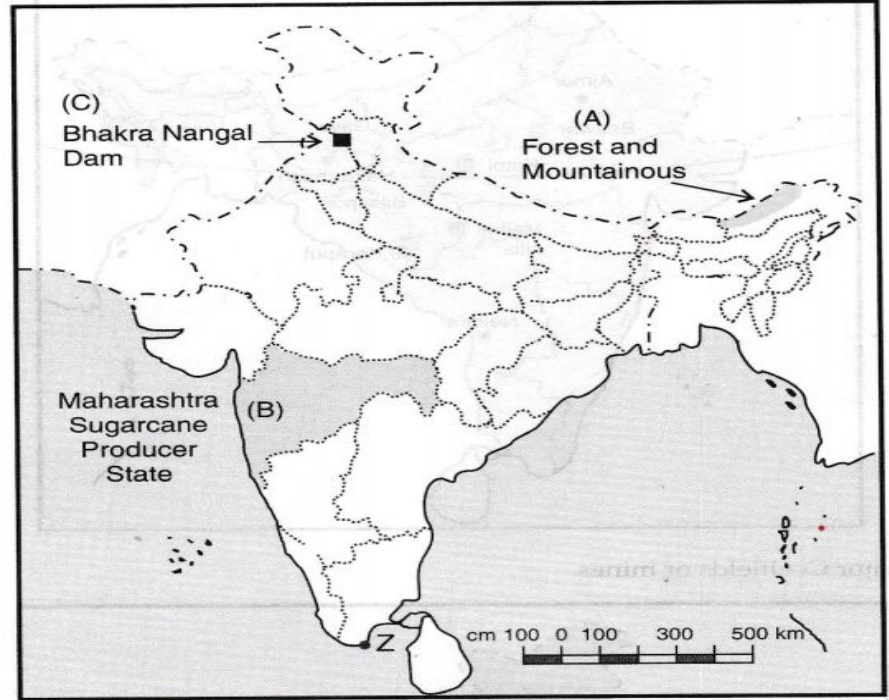 (C)
Bhakra Nangal
Dam
(A)
Forest and
Mountainous
Maharashtra
Sugarcane
Producer
State
(B)
Z
cm 100 0 100 300 500 km